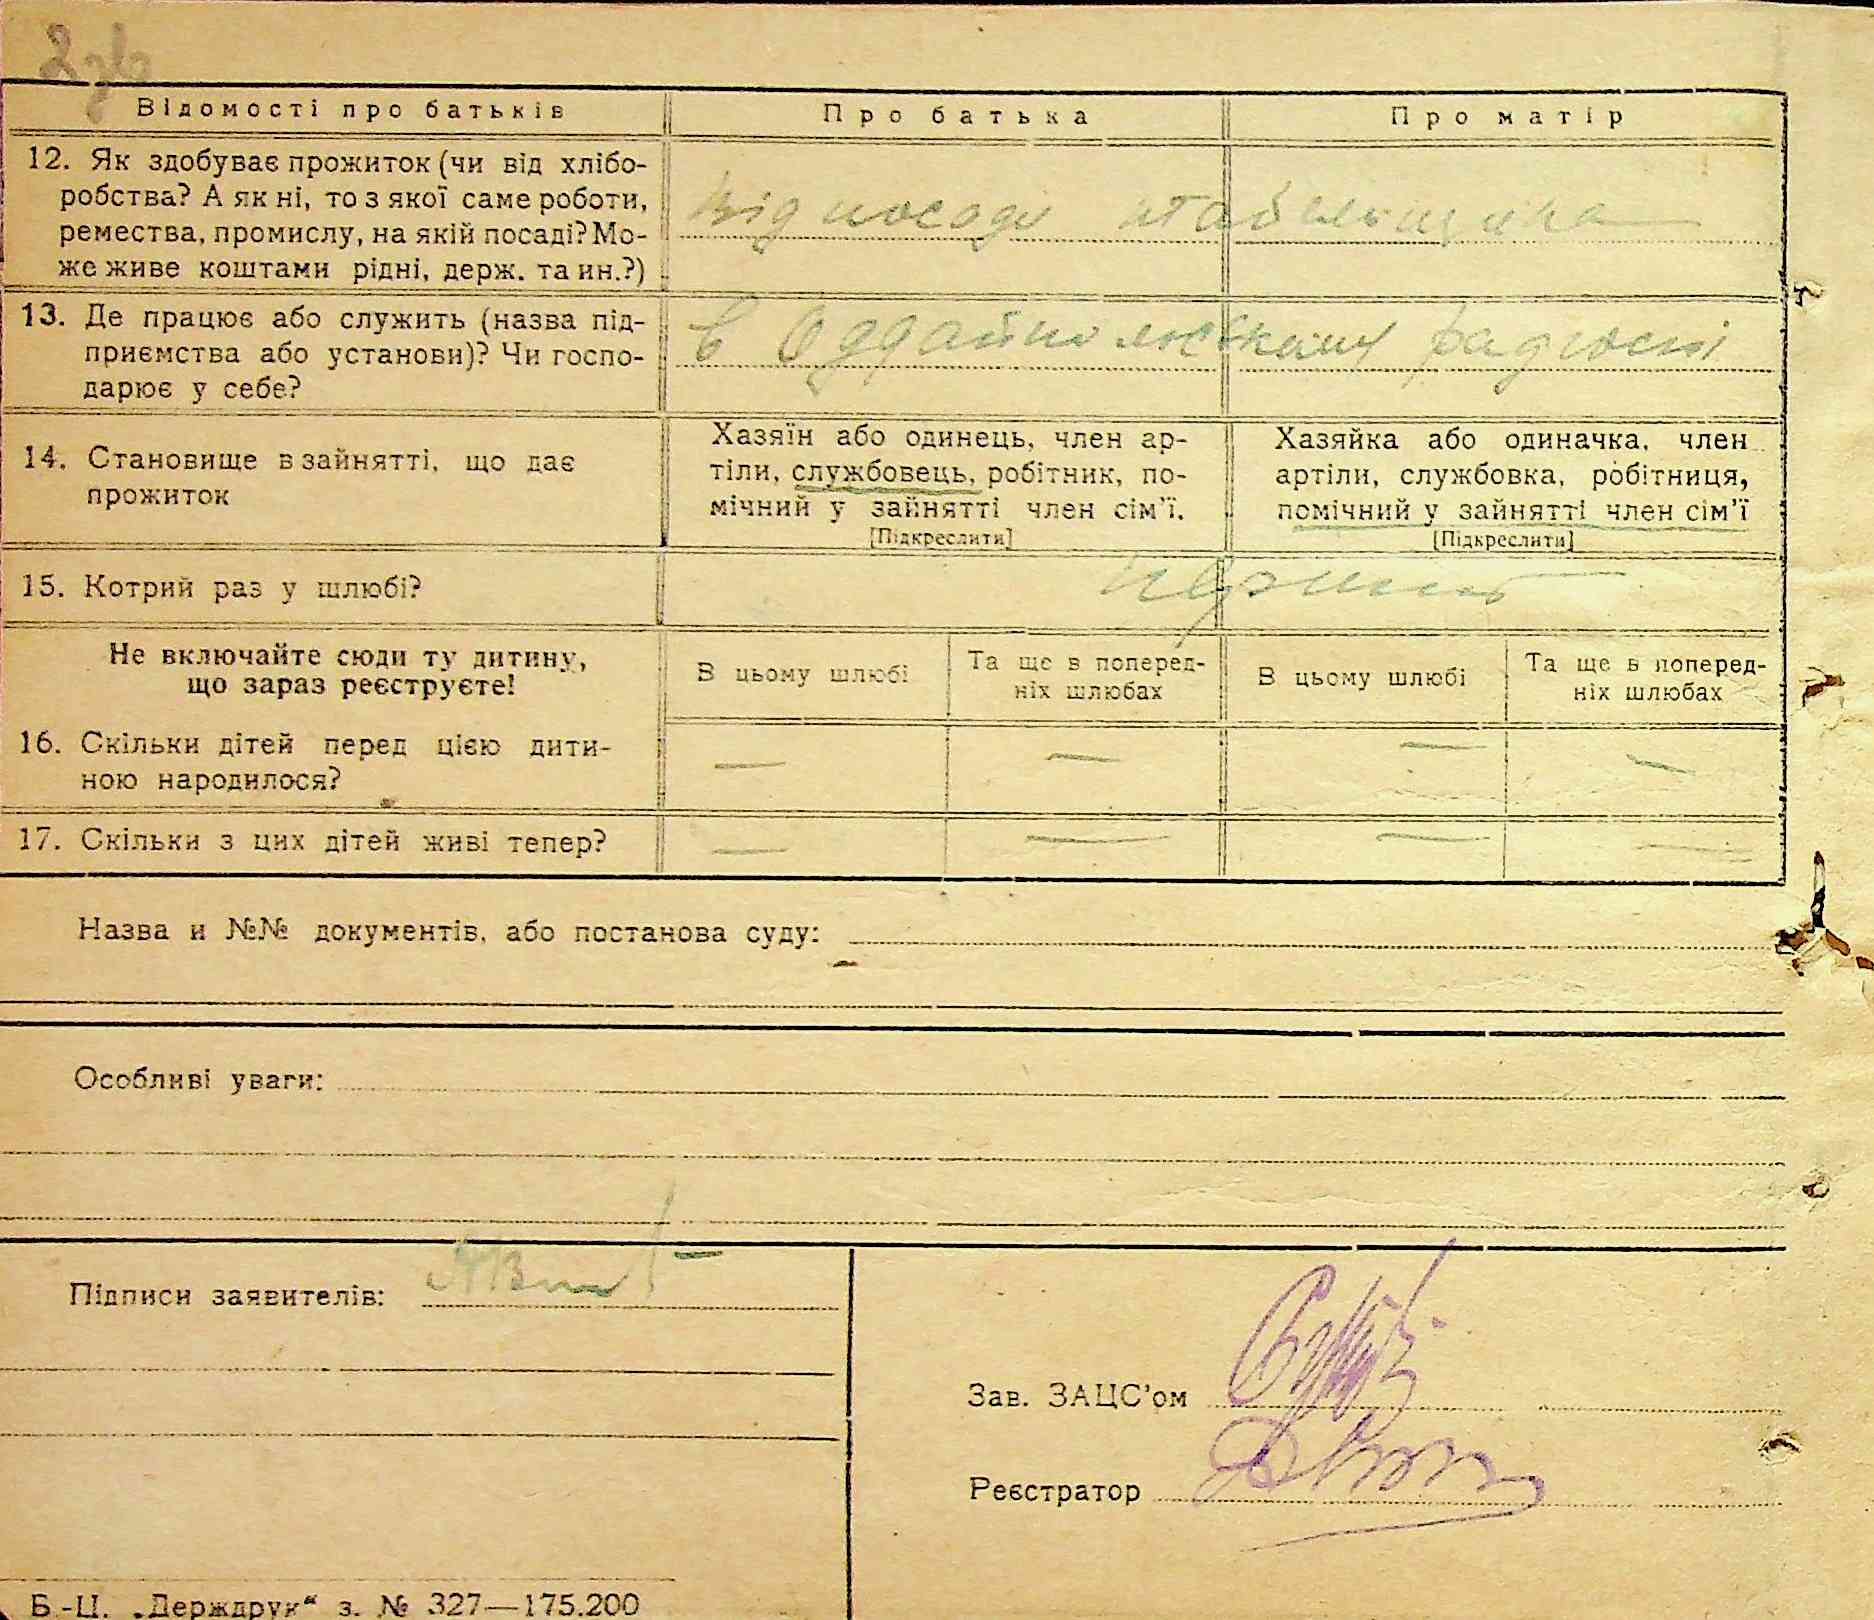 2зв
Відомості про батьків
Про батька
Про матір
12. Як здобуває прожиток (чи від хлібо-
робства? А як ні, то з якої саме роботи,
ремества, промислу, на якій посаді? Мо-
же живе коштами рідні, держ. та ин.?)
від посади табельщика
13. Де працює або служить (назва під-
приємства або установи)? Чи госпо-
дарює у себе?
в радгоспі
14. Становище в зайнятті, що дає
прожиток
Хазяїн або одинець, член ар-
тіли, службовець, робітник, по-
мічний у зайнятті член сім'ї.
[Підкреслити]
Хазяйка або одиначка, член
артіли, службовка, робітниця,
помічний у зайнятті член сім'ї
[Підкреслити]
15. Котрий раз у шлюбі?
Не включайте сюди ту дитину,
що зараз реєструєте!
В цьому шлюбі
Та ще в поперед-
ніх шлюбах
В цьому шлюбі
Та ще в поперед-
ніх шлюбах
16. Скільки дітей перед цією дити-
ною народилося?
— — — —
17. Скільки з цих дітей живі тепер?
— — — —
Назва и №№ документів, або постанова суду:
Особливі уваги:
Підписи заявителів:
Зав. ЗАЦС'ом
Реєстратор
Б.-Ц. „Держдрук“ з. № 327—175.200